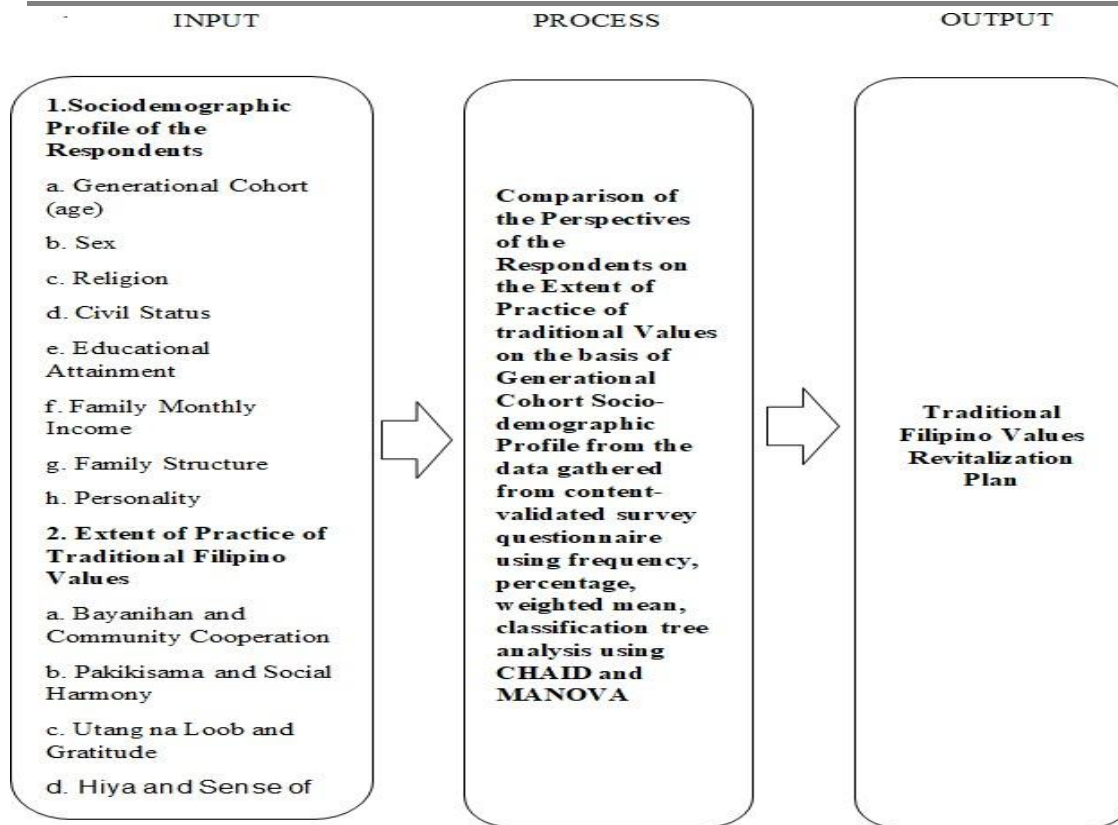 INPUT
PROCESS
OUTPUT
1.Sociodemographic
Profile of the
Respondents
a. Generational Cohort
(age)
b. Sex
c. Religion
d. Civil Status
e. Educational
Attainment
f. Family Monthly
Income
g. Family Structure
h. Personality
2. Extent of Practice of
Traditional Filipino
Values
a. Bayanihan and
Community Cooperation
b. Pakikisama and Social
Harmony
c. Utang na Loob and
Gratitude
d. Hiya and Sense of
Comparison of
the Perspectives
of the
Respondents on
the Extent of
Practice of
traditional Values
on the basis of
Generational
Cohort Socio-
demographic
Profile from the
data gathered
from content-
validated survey
questionnaire
using frequency,
percentage,
weighted mean,
classification tree
analysis using
CHAID and
MANOVA
Traditional
Filipino Values
Revitalization
Plan